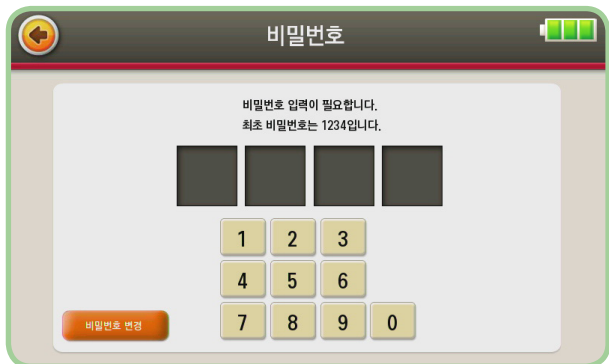 비밀번호
비밀번호 입력이 필요합니다.
최초 비밀번호는 1234입니다.
1 2 3
4 5 6
7 8 9 0
비밀번호 변경